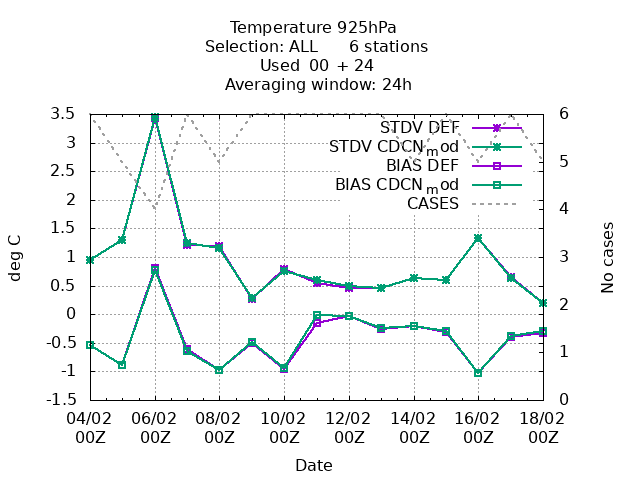 Temperature 925hPa
Selection: ALL      6 stations
Used  00  + 24
Averaging window: 24h
STDV DEF
STDV CDCN_mod
BIAS DEF
BIAS CDCN_mod
CASES
3.5
3
2.5
2
1.5
1
0.5
0
-0.5
-1
-1.5
deg C
6
5
4
3
2
1
0
No cases
04/02 06/02 08/02 10/02 12/02 14/02 16/02 18/02
00Z 00Z 00Z 00Z 00Z 00Z 00Z 00Z
Date